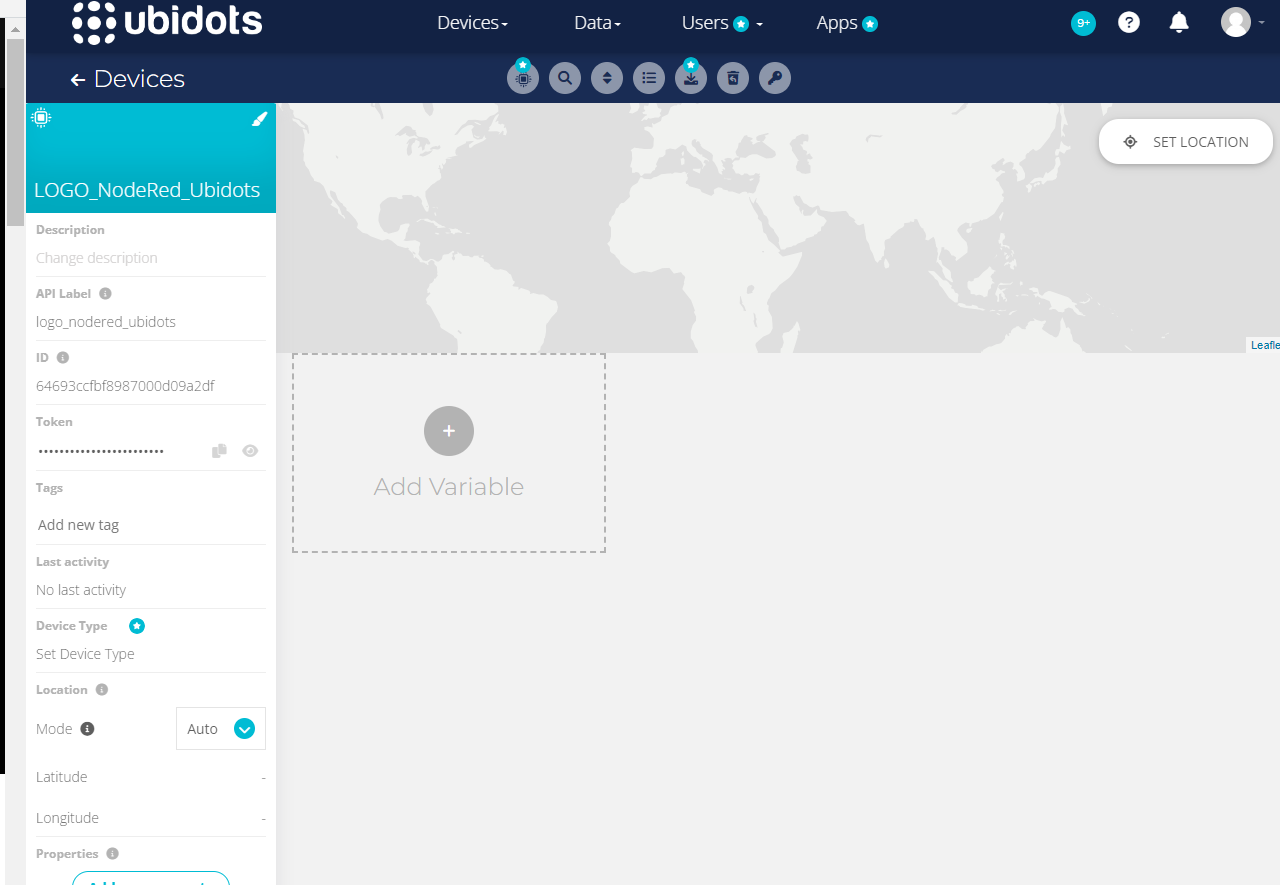 ubidots
Devices
Data
Users
Apps
9+
Devices
SET LOCATION
LOGO_NodeRed_Ubidots
Description
Change description
API Label
logo_nodered_ubidots
ID
64693ccfbf8987000d09a2df
Token
••••••••••••••••••••••••
Tags
Add new tag
Last activity
No last activity
Device Type
Set Device Type
Location
Mode
Auto
Latitude -
Longitude -
Properties
Leafle
Add Variable